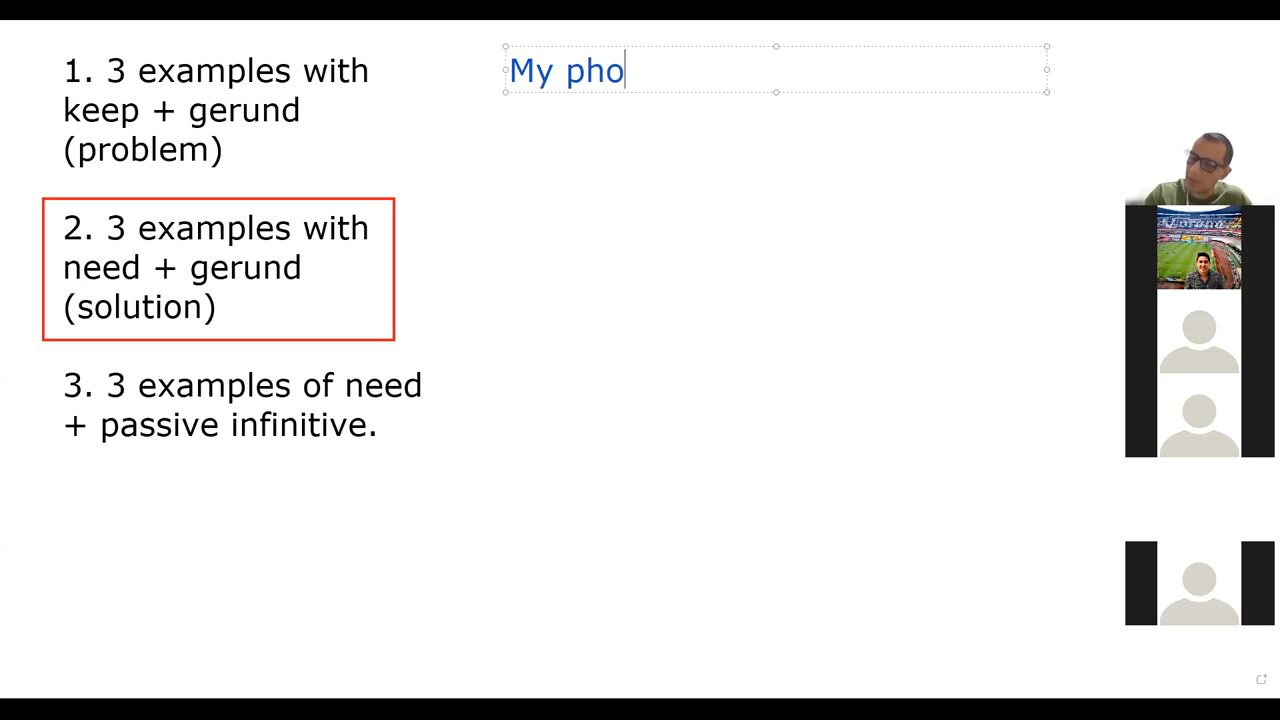 1. 3 examples with
keep + gerund
(problem)
2. 3 examples with
need + gerund
(solution)
3. 3 examples of need
+ passive infinitive.
My pho